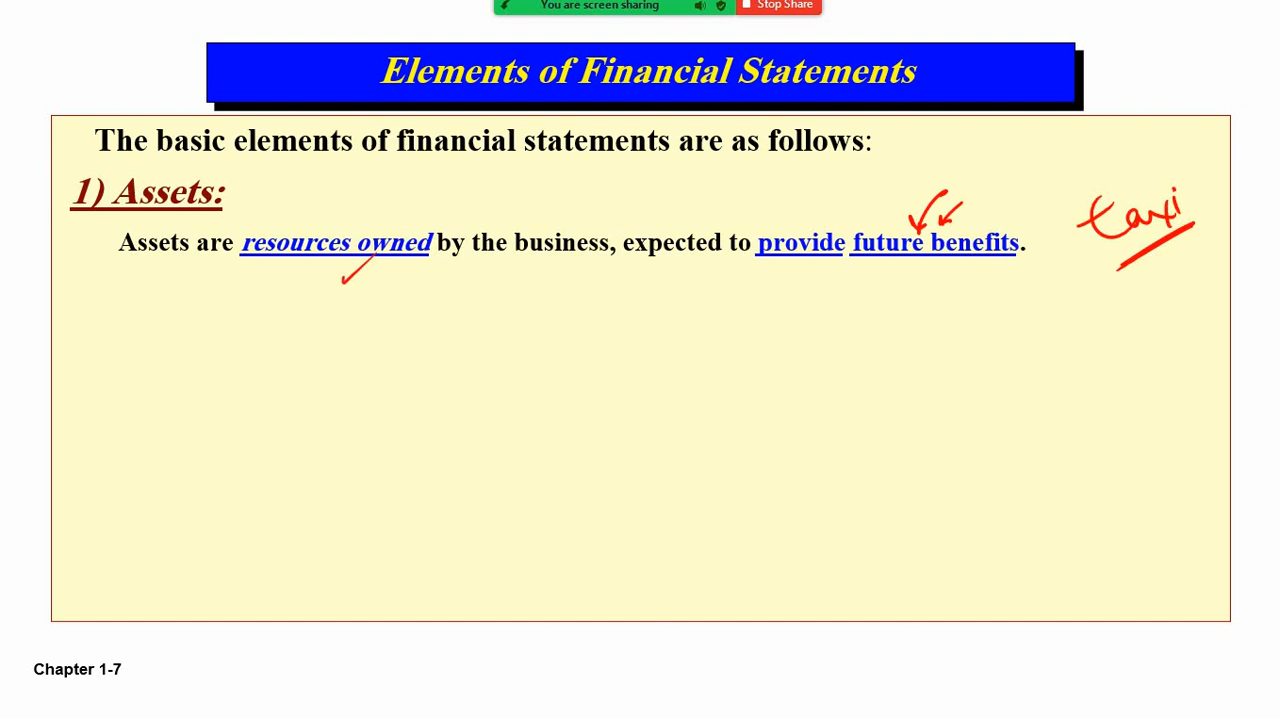 You are screen sharing
Stop Share
Elements of Financial Statements
The basic elements of financial statements are as follows:
1) Assets:
Assets are resources owned by the business, expected to provide future benefits.
taxi
Chapter 1-7